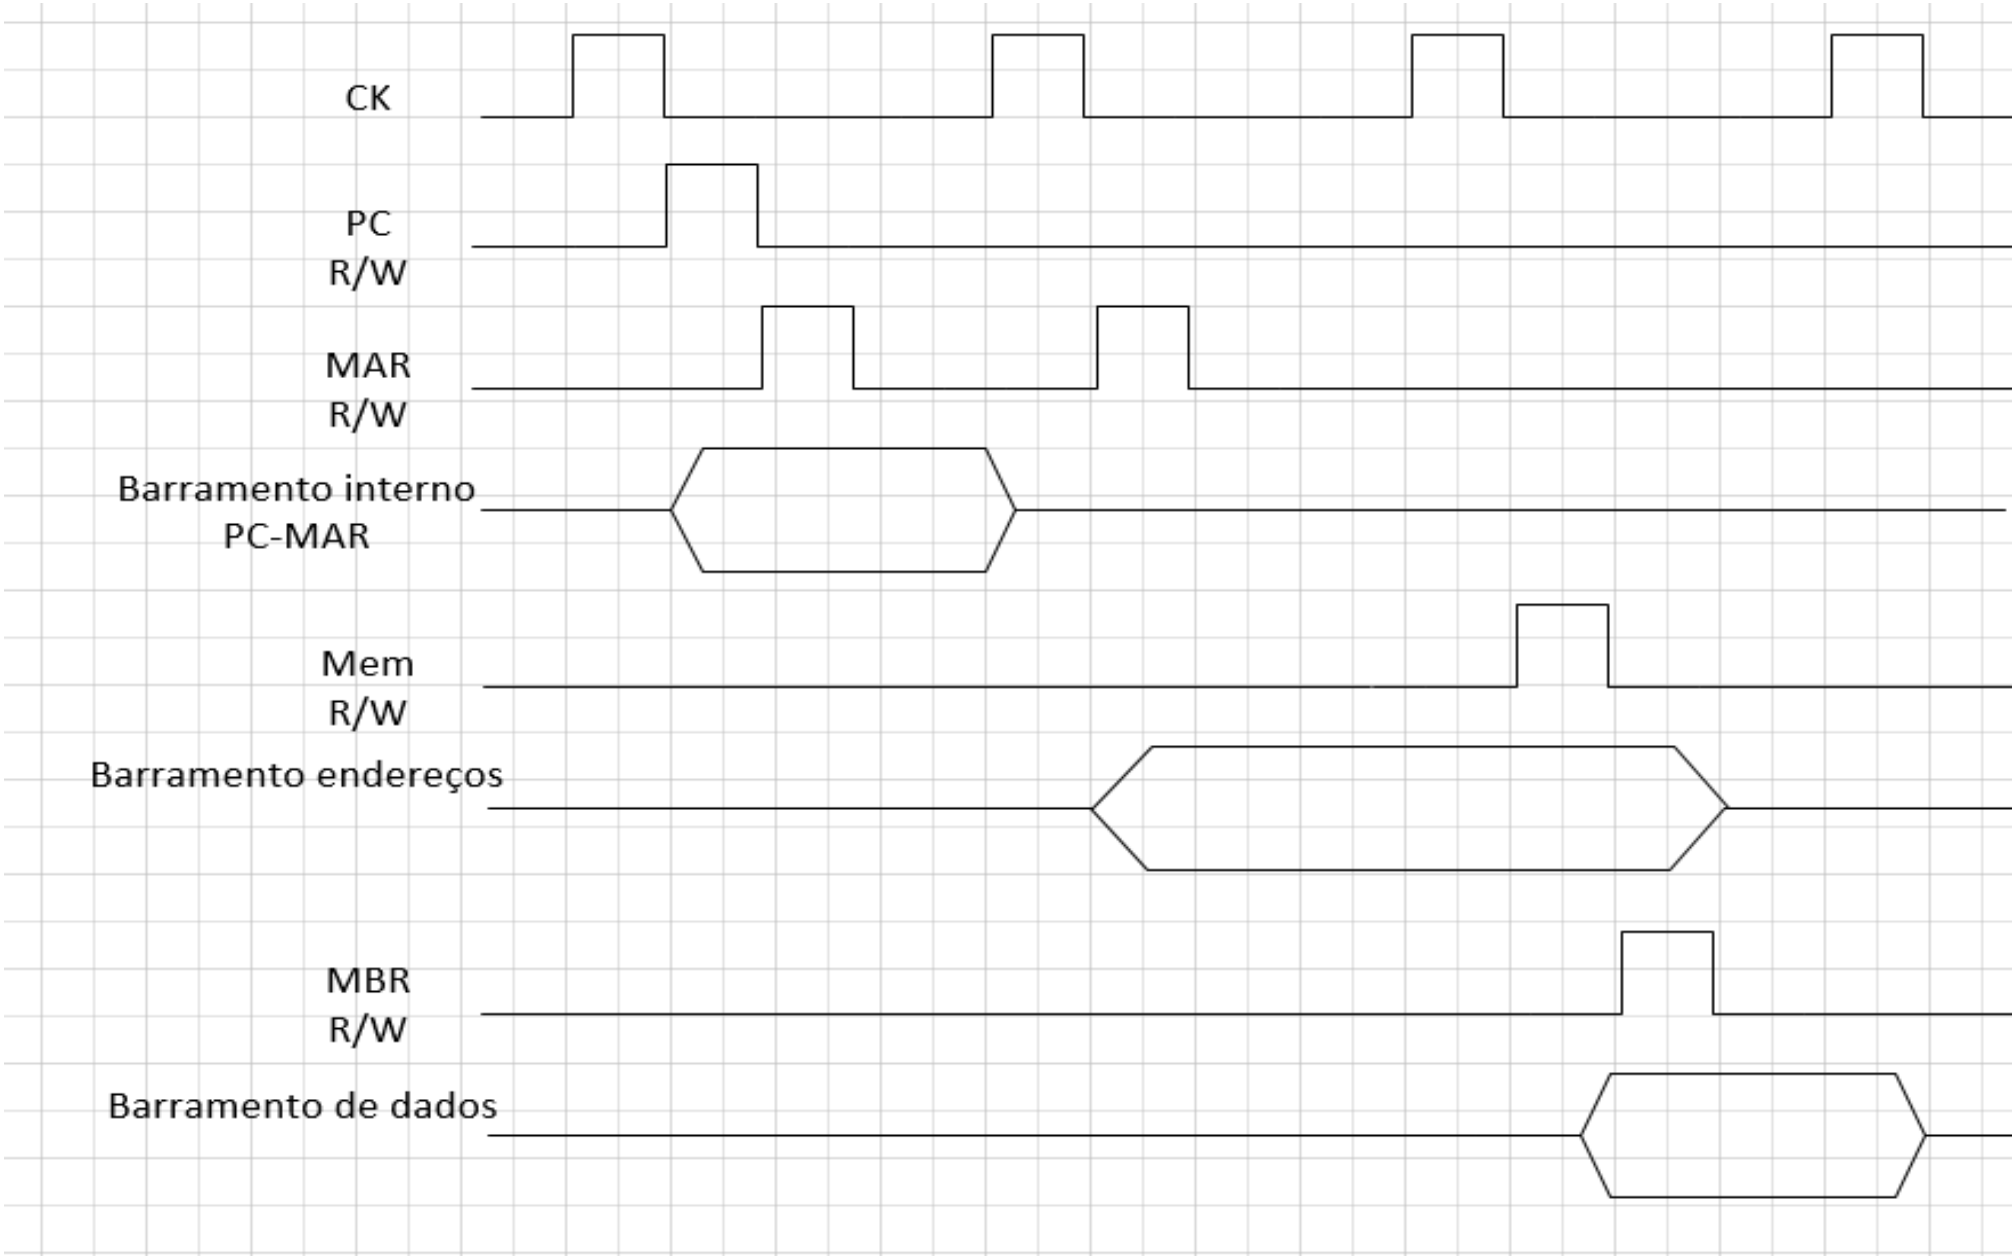 CK
PC
R/W
MAR
R/W
Barramento interno
PC-MAR
Mem
R/W
Barramento endereços
MBR
R/W
Barramento de dados